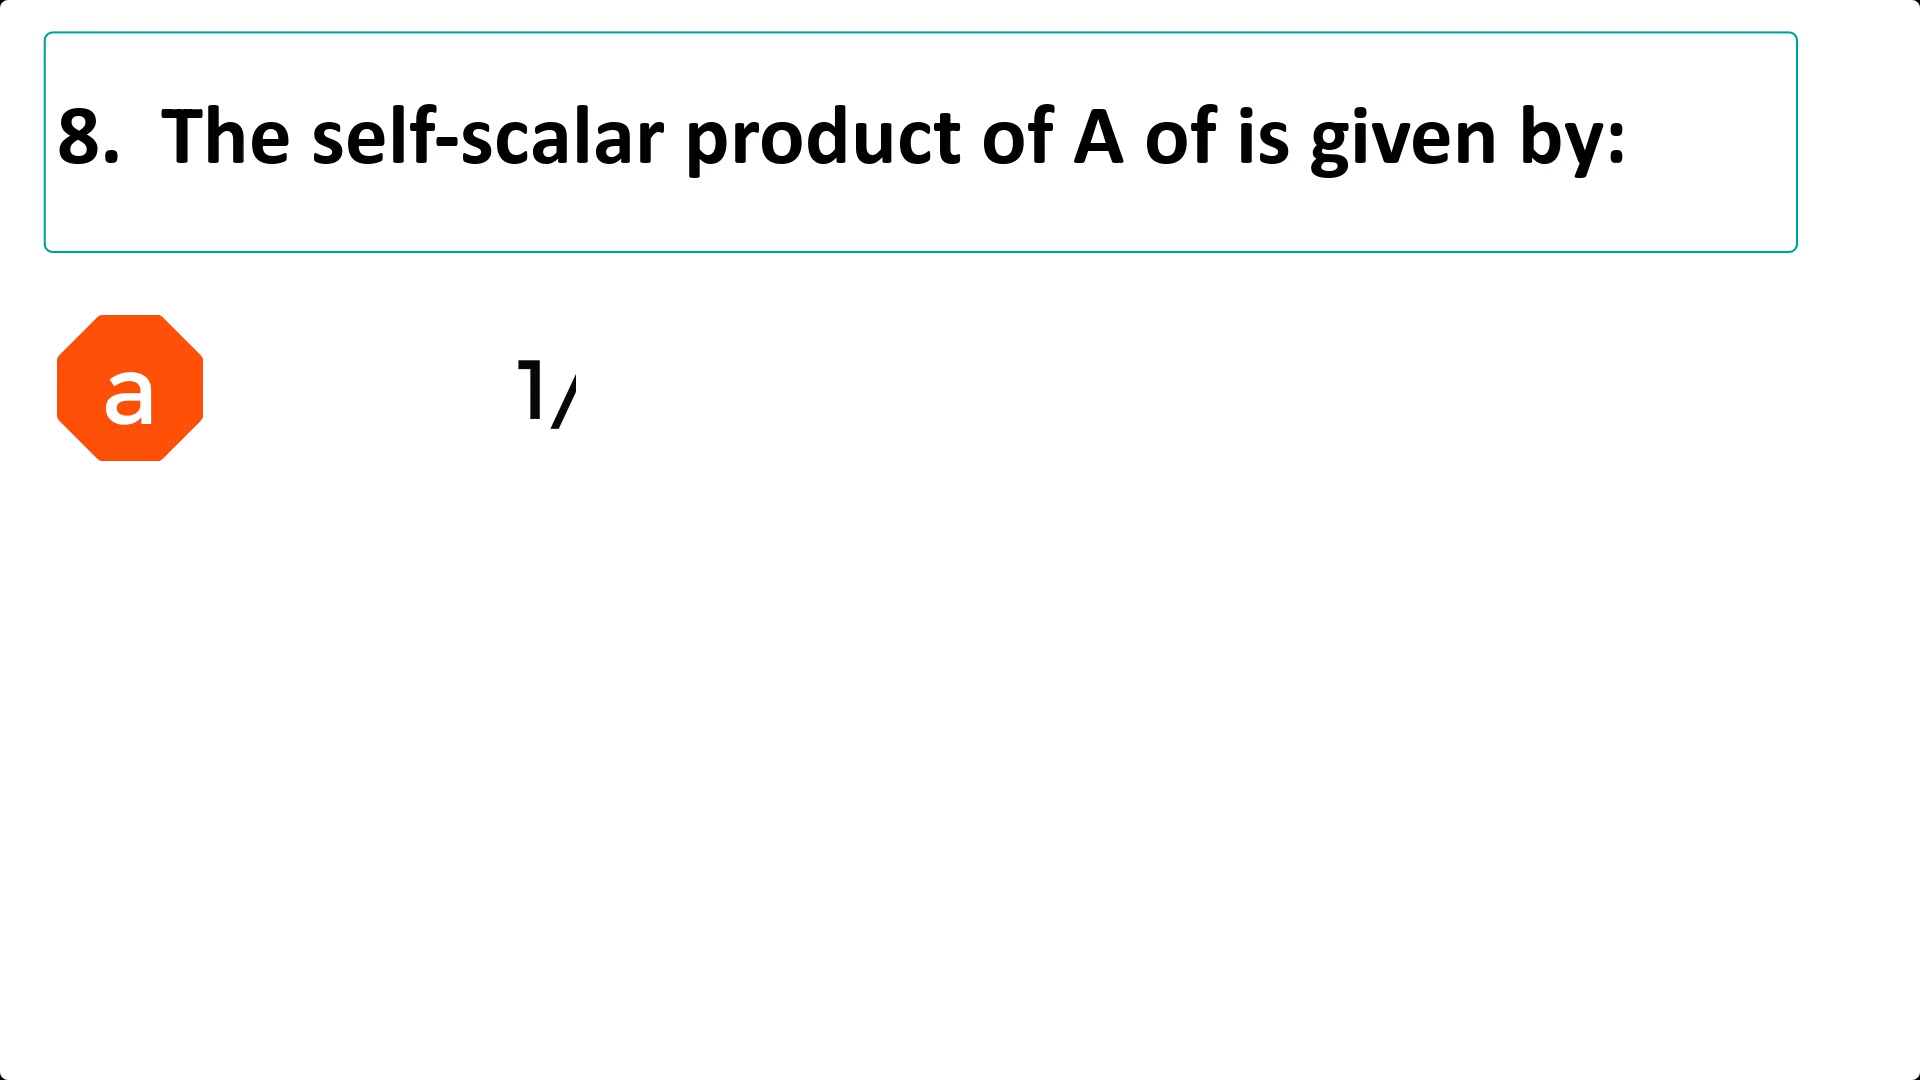 8. The self-scalar product of A of is given by:
a
1/